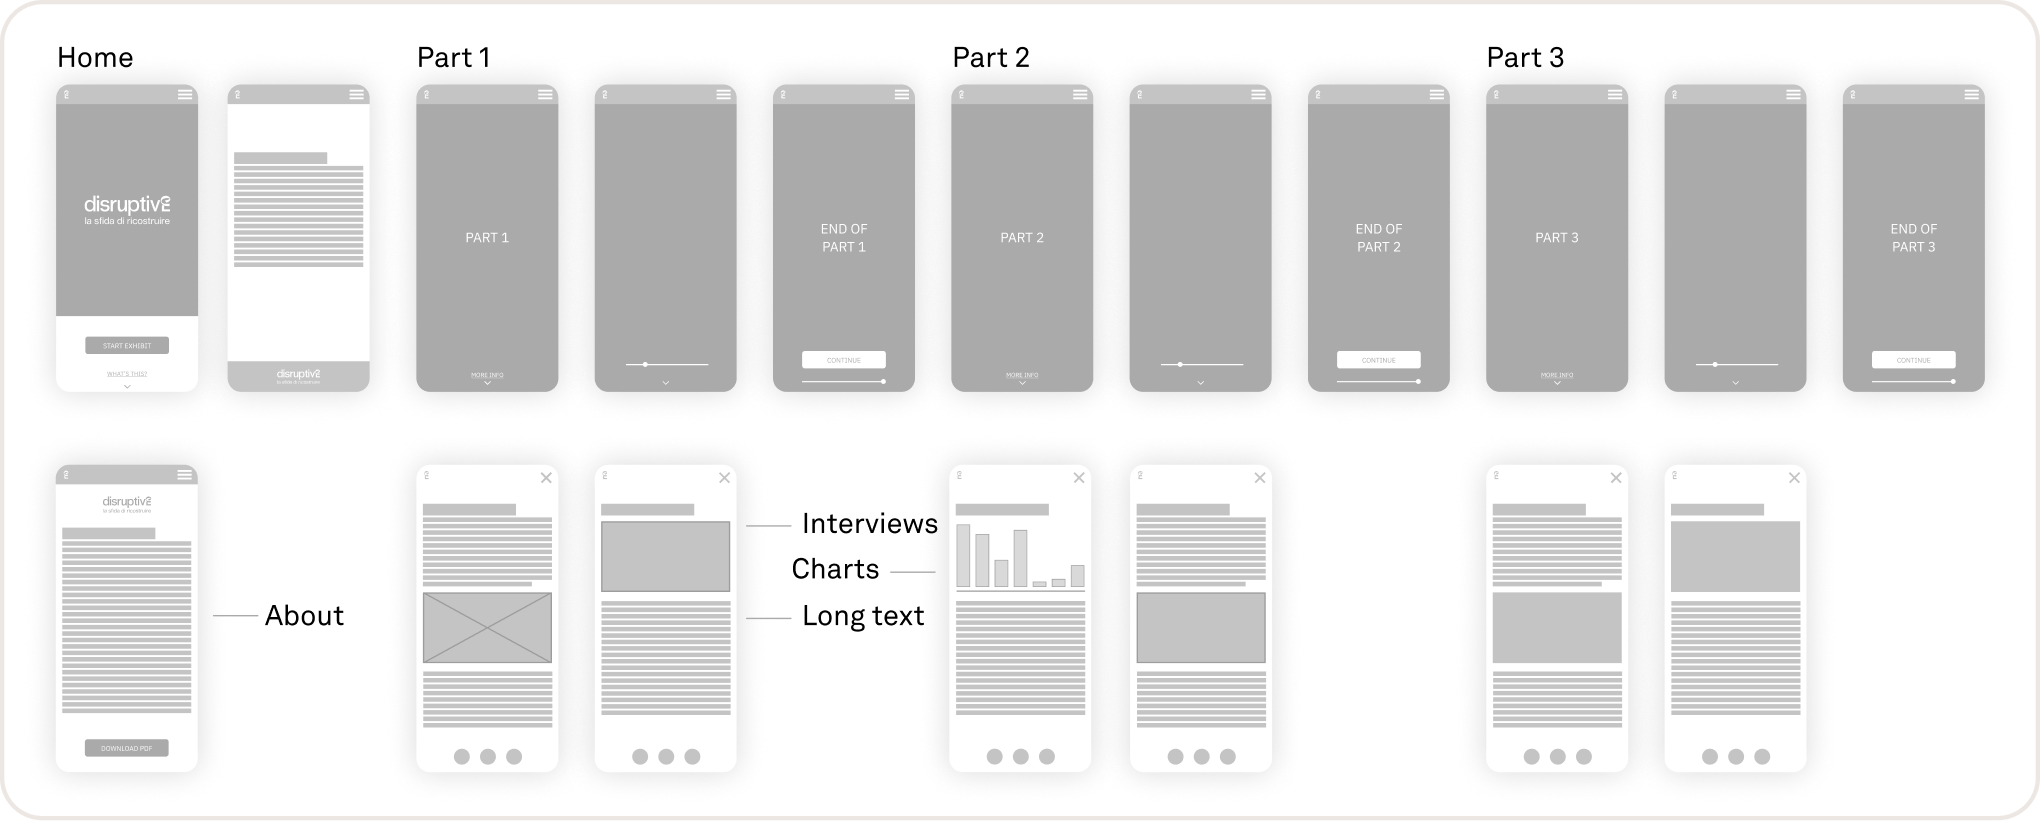 Home
Part 1
Part 2
Part 3
disruptive
la sfida di ricostruire
START EXHIBIT
WHAT'S THIS?
disruptive
la sfida di ricostruire
PART 1
MORE INFO
END OF
PART 1
CONTINUE
PART 2
MORE INFO
END OF
PART 2
CONTINUE
PART 3
MORE INFO
END OF
PART 3
CONTINUE
disruptive
la sfida di ricostruire
DOWNLOAD PDF
About
Interviews
Charts
Long text